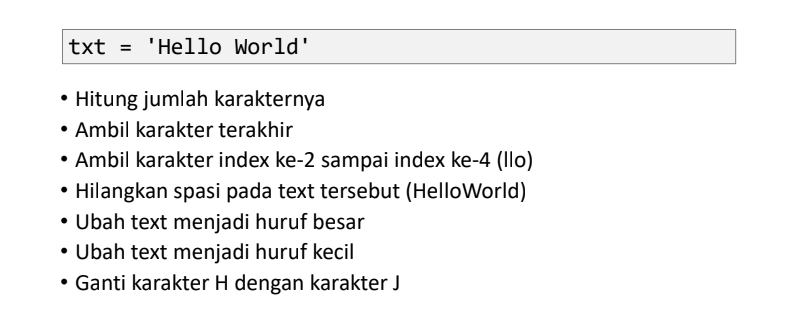 txt = 'Hello World'
• Hitung jumlah karakternya
• Ambil karakter terakhir
• Ambil karakter index ke-2 sampai index ke-4 (llo)
• Hilangkan spasi pada text tersebut (HelloWorld)
• Ubah text menjadi huruf besar
• Ubah text menjadi huruf kecil
• Ganti karakter H dengan karakter J